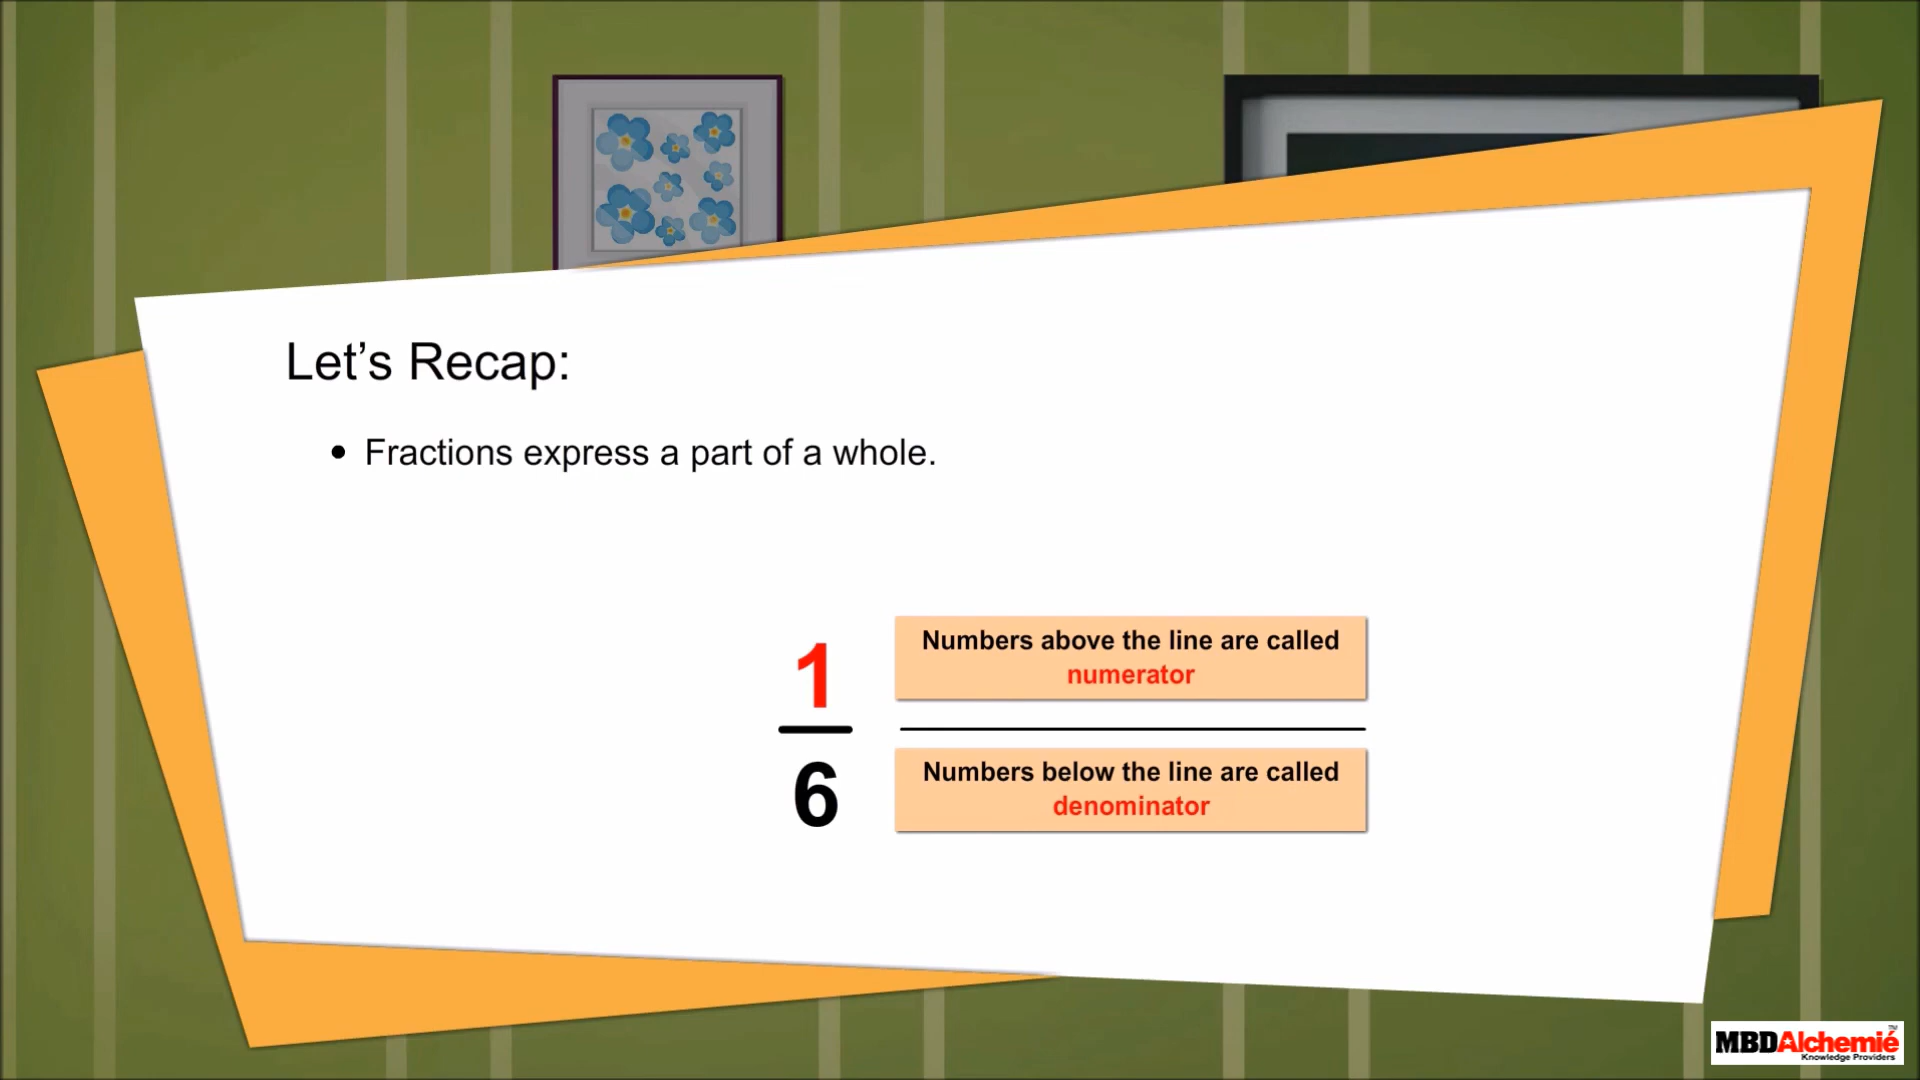 Let’s Recap:
• Fractions express a part of a whole.
1
6
Numbers above the line are called
numerator
Numbers below the line are called
denominator
MBDAlchemié™
Knowledge Providers